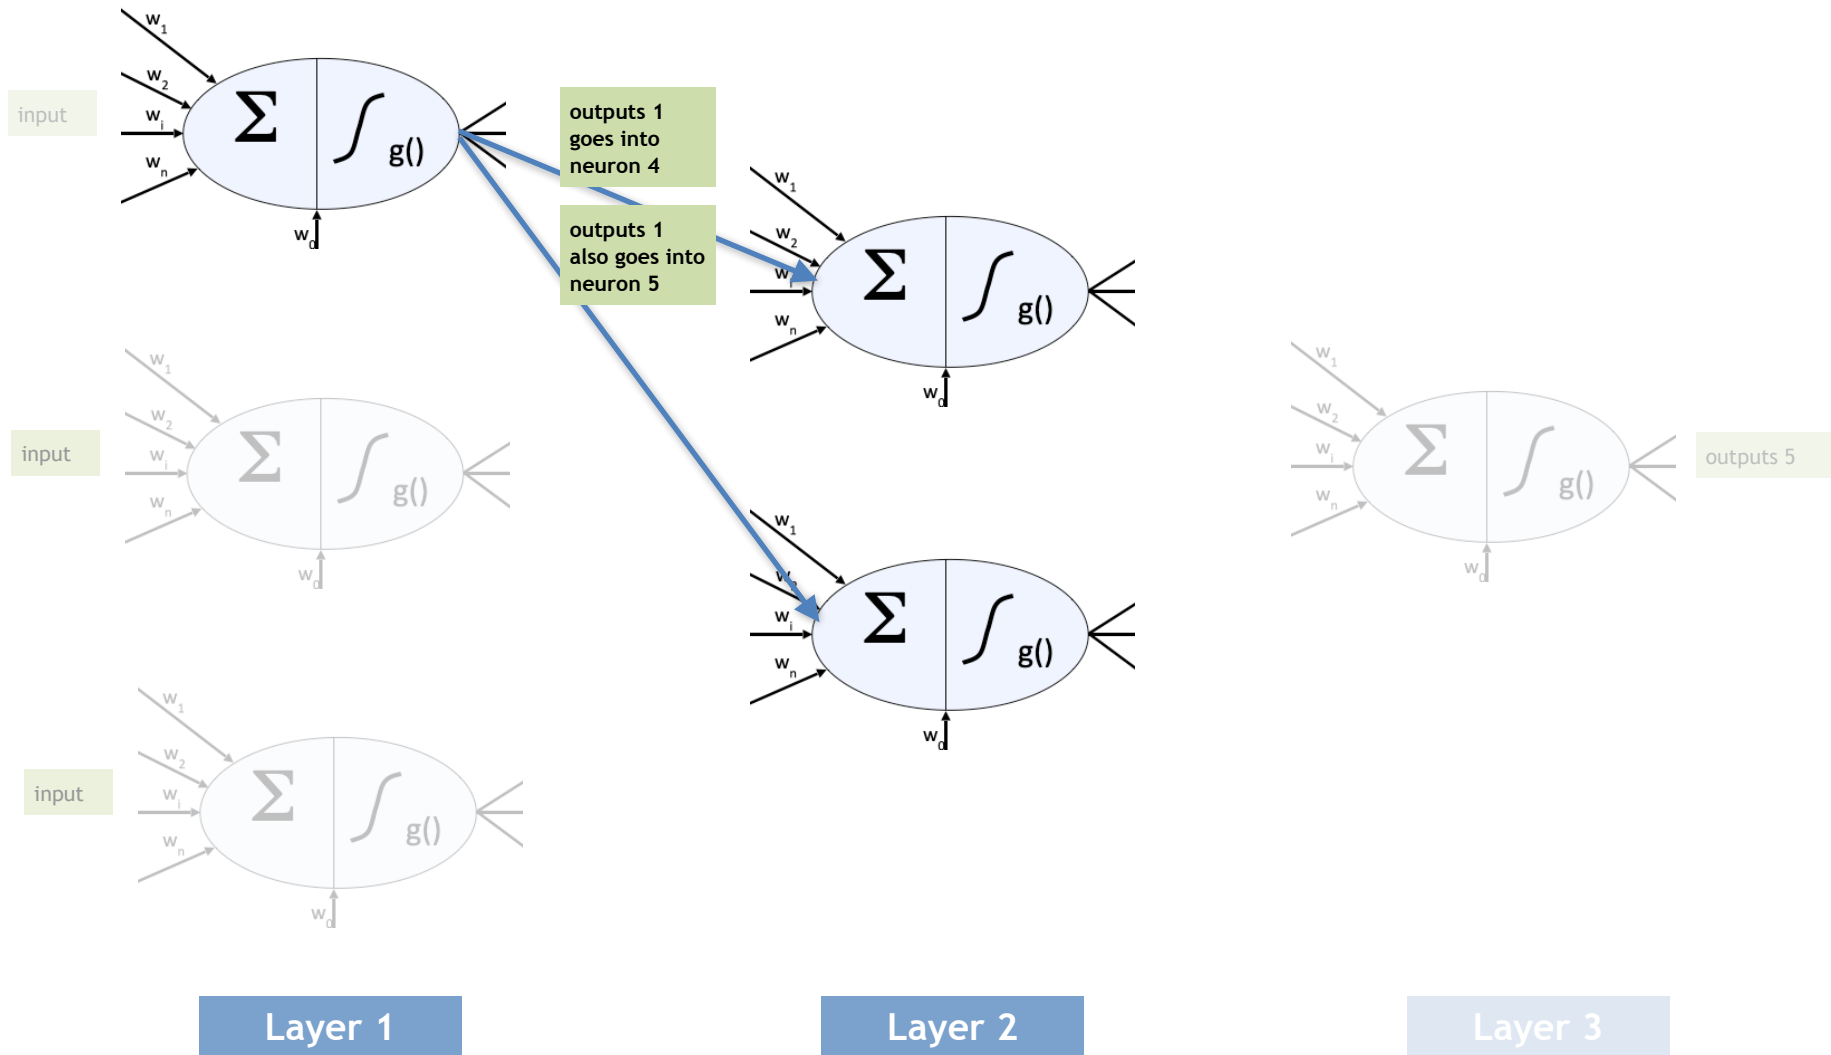 w1
w2
wi
wn
Σ
g()
w0
input
outputs 1
goes into
neuron 4
outputs 1
also goes into
neuron 5
w1
w2
wi
wn
Σ
g()
w0
input
w1
w2
wi
wn
Σ
g()
w0
w1
w2
wi
wn
Σ
g()
w0
outputs 5
w1
w2
wi
wn
Σ
g()
w0
input
w1
w2
wi
wn
Σ
g()
w0
Layer 1
Layer 2
Layer 3